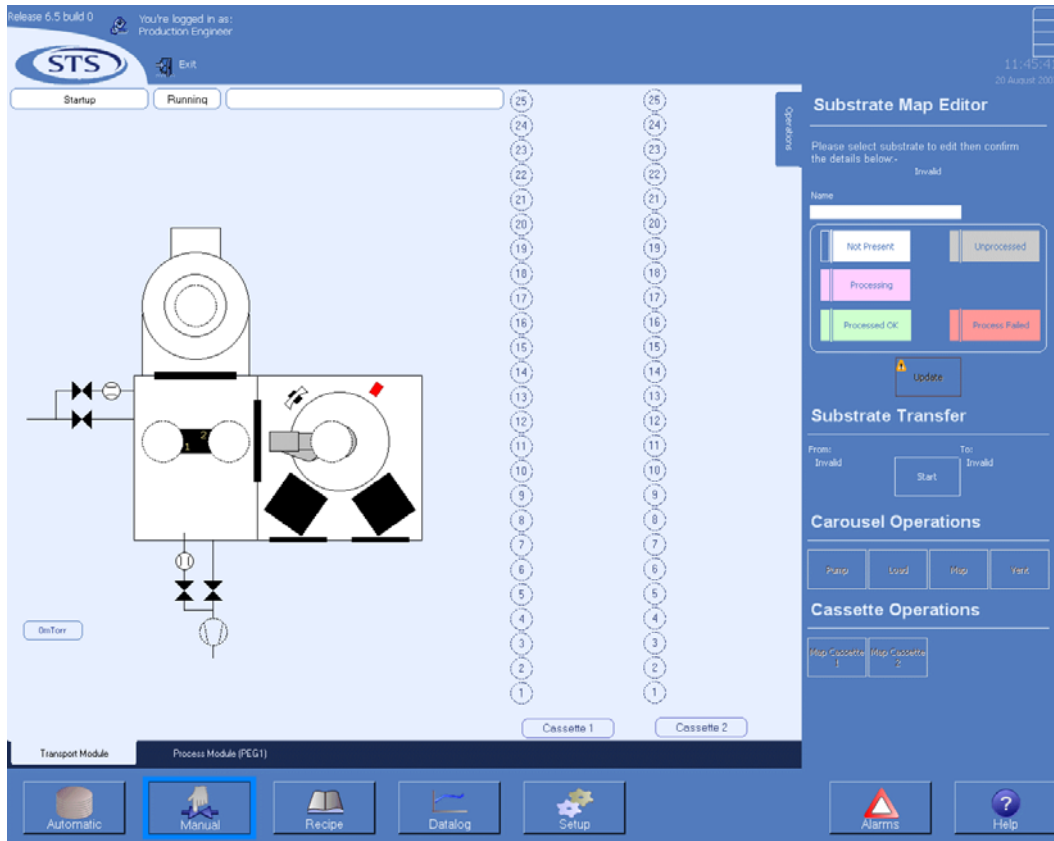 Release 6.5 build 0
You're logged in as:
Production Engineer
STS
Exit
11:45:4
20 August 200
Startup
Running
Operations
25
24
23
22
21
20
19
18
17
16
15
14
13
12
11
10
9
8
7
6
5
4
3
2
1
Cassette 1
25
24
23
22
21
20
19
18
17
16
15
14
13
12
11
10
9
8
7
6
5
4
3
2
1
Cassette 2
2
1
0mTorr
Substrate Map Editor
Please select substrate to edit then confirm
the details below:-
Invalid
Name
Not Present
Unprocessed
Processing
Processed OK
Process Failed
Update
Substrate Transfer
From:
To:
Invalid
Invalid
Start
Carousel Operations
Pump
Load
Map
Vent
Cassette Operations
Map Cassette
1
Map Cassette
2
Transport Module
Process Module (PEG1)
Automatic
Manual
Recipe
Datalog
Setup
Alarms
?
Help